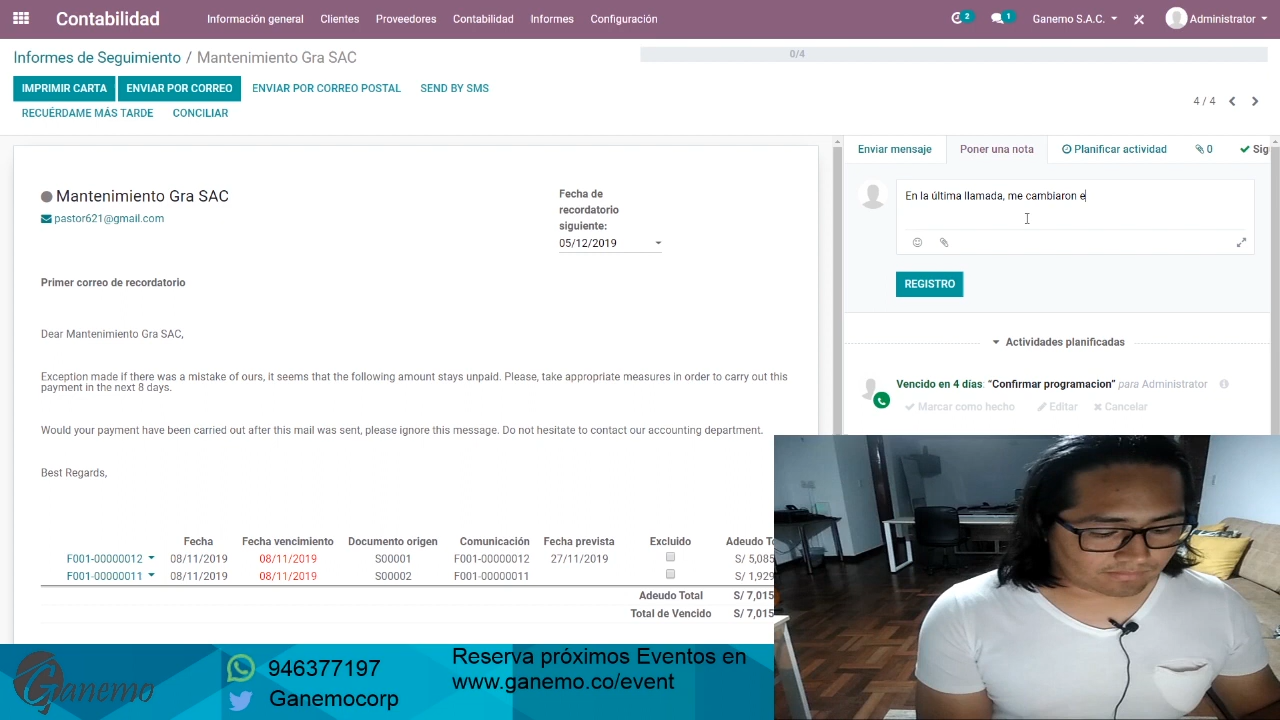 Contabilidad
Información general
Clientes
Proveedores
Contabilidad
Informes
Configuración
2
1
Ganemo S.A.C.
Administrator
Informes de Seguimiento / Mantenimiento Gra SAC
0/4
IMPRIMIR CARTA
ENVIAR POR CORREO
ENVIAR POR CORREO POSTAL
SEND BY SMS
RECUÉRDAME MÁS TARDE
CONCILIAR
4 / 4
Enviar mensaje
Poner una nota
Planificar actividad
0
Sig
Mantenimiento Gra SAC
pastor621@gmail.com
Fecha de
recordatorio
siguiente:
05/12/2019
En la última llamada, me cambiaron e
REGISTRO
Primer correo de recordatorio
Dear Mantenimiento Gra SAC,
Exception made if there was a mistake of ours, it seems that the following amount stays unpaid. Please, take appropriate measures in order to carry out this
payment in the next 8 days.
Would your payment have been carried out after this mail was sent, please ignore this message. Do not hesitate to contact our accounting department.
Best Regards,
Actividades planificadas
Vencido en 4 días: “Confirmar programacion” para Administrator
Marcar como hecho
Editar
Cancelar
Fecha Fecha vencimiento Documento origen Comunicación Fecha prevista Excluido Adeudo To
F001-00000012 08/11/2019 08/11/2019 S00001 F001-00000012 27/11/2019 S/ 5,085
F001-00000011 08/11/2019 08/11/2019 S00002 F001-00000011 S/ 1,929
Adeudo Total S/ 7,015
Total de Vencido S/ 7,015
Ganemo
946377197
Ganemocorp
Reserva próximos Eventos en
www.ganemo.co/event